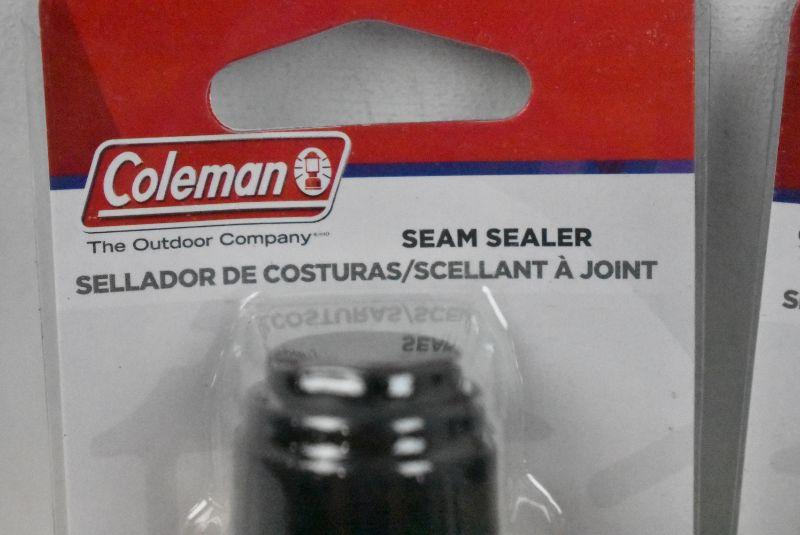 Coleman
The Outdoor Company
SEAM SEALER
SELLADOR DE COSTURAS/SCELLANT À JOINT